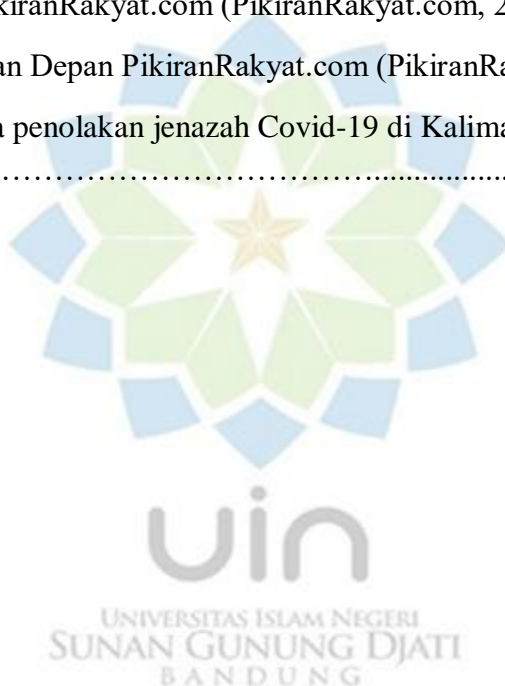 kiranRakyat.com (PikiranRakyat.com, 2
an Depan PikiranRakyat.com (PikiranRa
a penolakan jenazah Covid-19 di Kalima
……………………………………....................
uin
UNIVERSITAS ISLAM NEGERI
SUNAN GUNUNG DJATI
BANDUNG